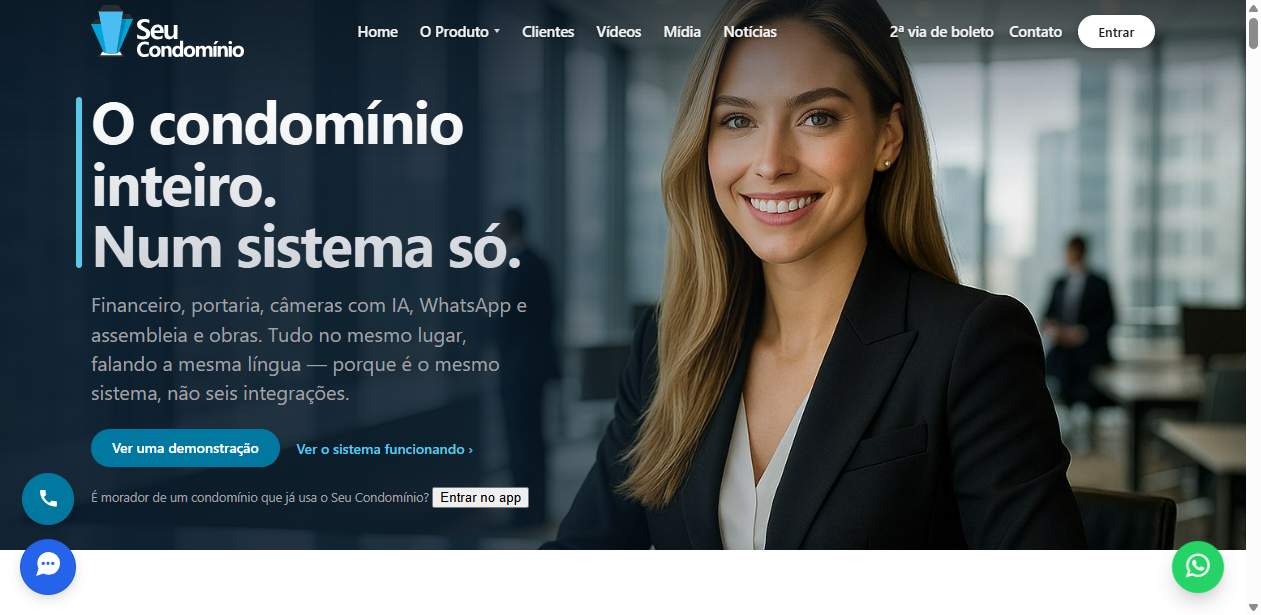 Seu
Condomínio
Home
O Produto
Clientes
Vídeos
Mídia
Notícias
2ª via de boleto
Contato
Entrar
O condomínio
inteiro.
Num sistema só.
Financeiro, portaria, câmeras com IA, WhatsApp e
assembleia e obras. Tudo no mesmo lugar,
falando a mesma língua — porque é o mesmo
sistema, não seis integrações.
Ver uma demonstração
Ver o sistema funcionando ›
É morador de um condomínio que já usa o Seu Condomínio? Entrar no app